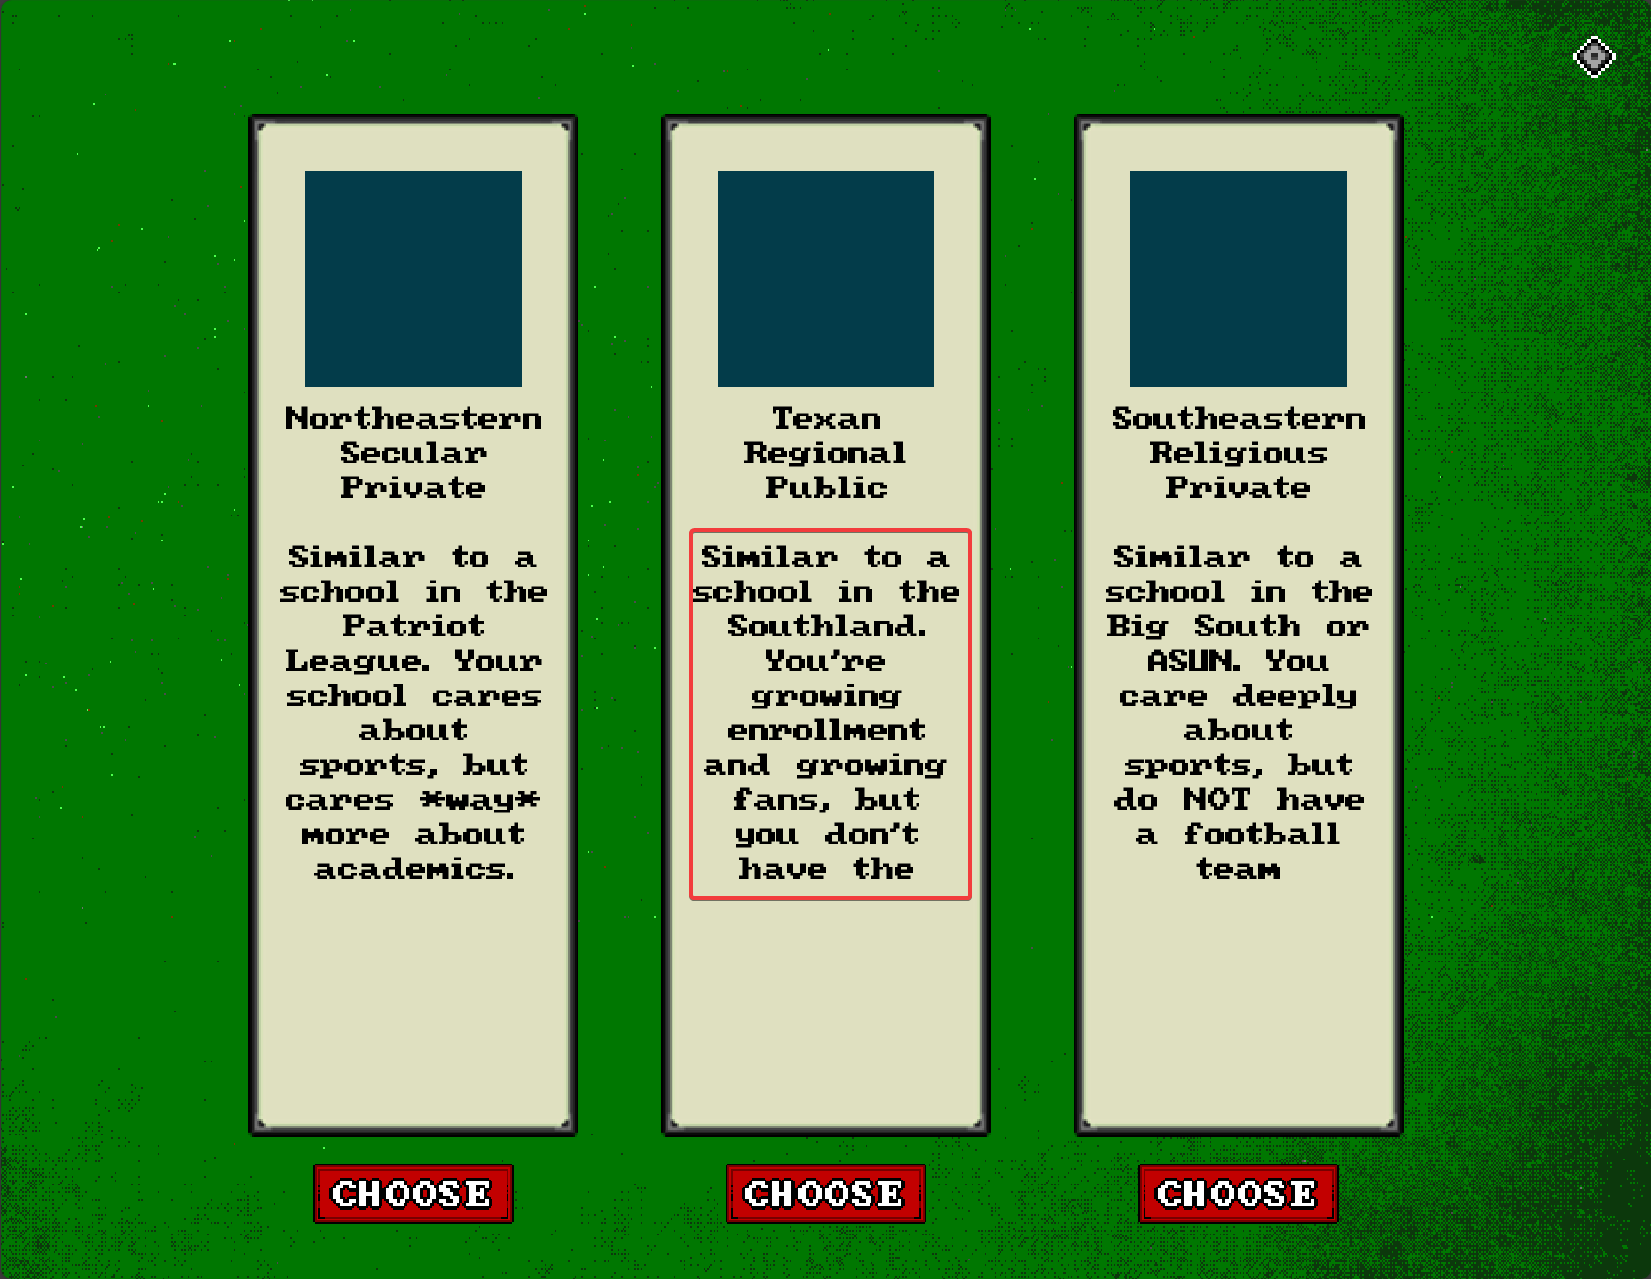 Northeastern
Secular
Private
Similar to a
school in the
Patriot
League. Your
school cares
about
sports, but
cares *way*
more about
academics.
CHOOSE
Texan
Regional
Public
Similar to a
school in the
Southland.
You're
growing
enrollment
and growing
fans, but
you don't
have the
CHOOSE
Southeastern
Religious
Private
Similar to a
school in the
Big South or
ASUN. You
care deeply
about
sports, but
do NOT have
a football
team
CHOOSE